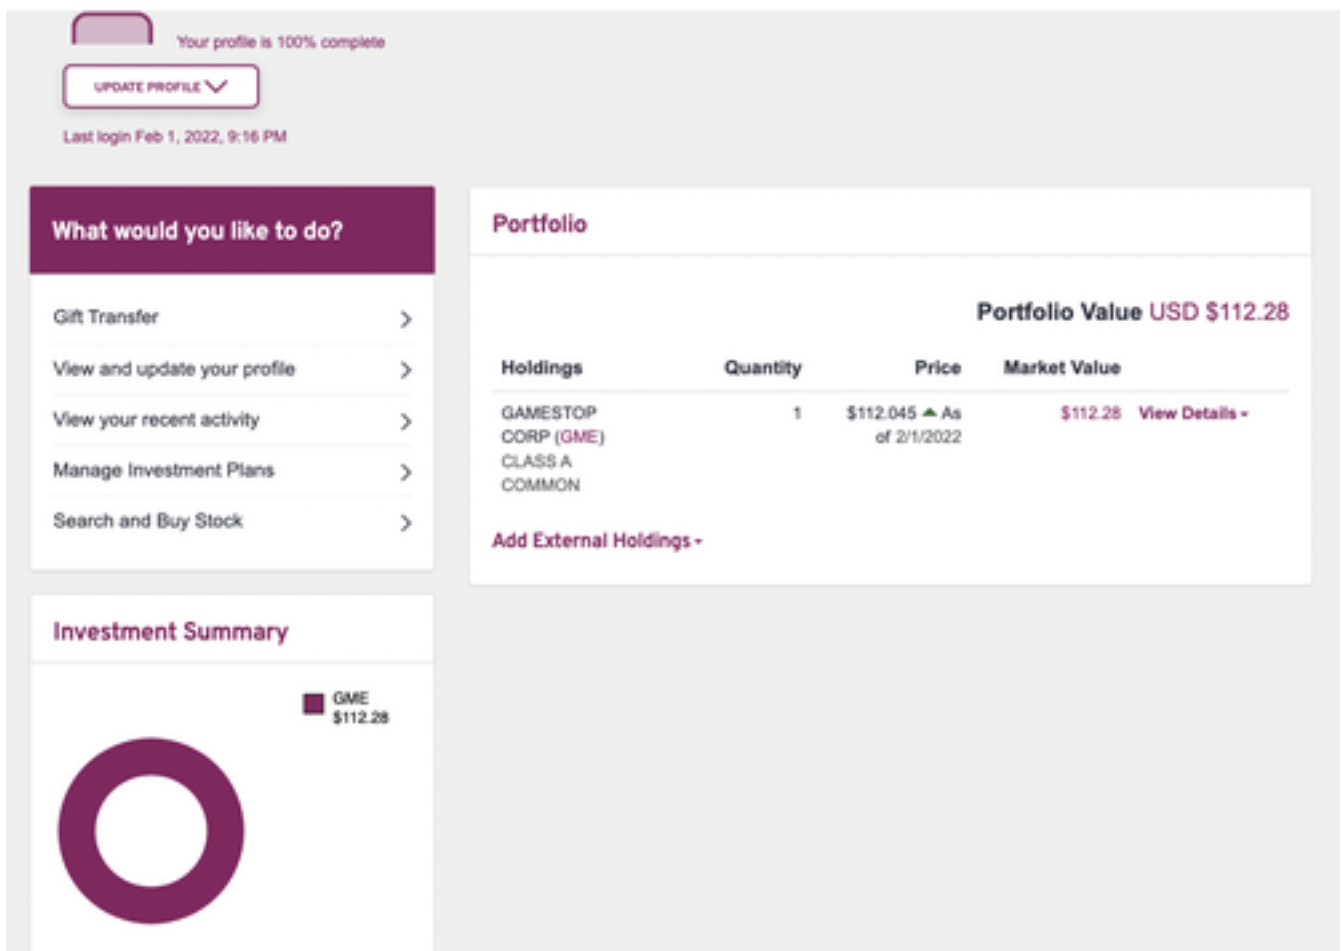 Your profile is 100% complete
UPDATE PROFILE
Last login Feb 1, 2022, 9:16 PM
What would you like to do?
Gift Transfer
View and update your profile
View your recent activity
Manage Investment Plans
Search and Buy Stock
Portfolio
Portfolio Value USD $112.28
Holdings Quantity Price Market Value
GAMESTOP 1 $112.045 ▲ As $112.28 View Details
CORP (GME) of 2/1/2022
CLASS A
COMMON
Add External Holdings
Investment Summary
GME
$112.28